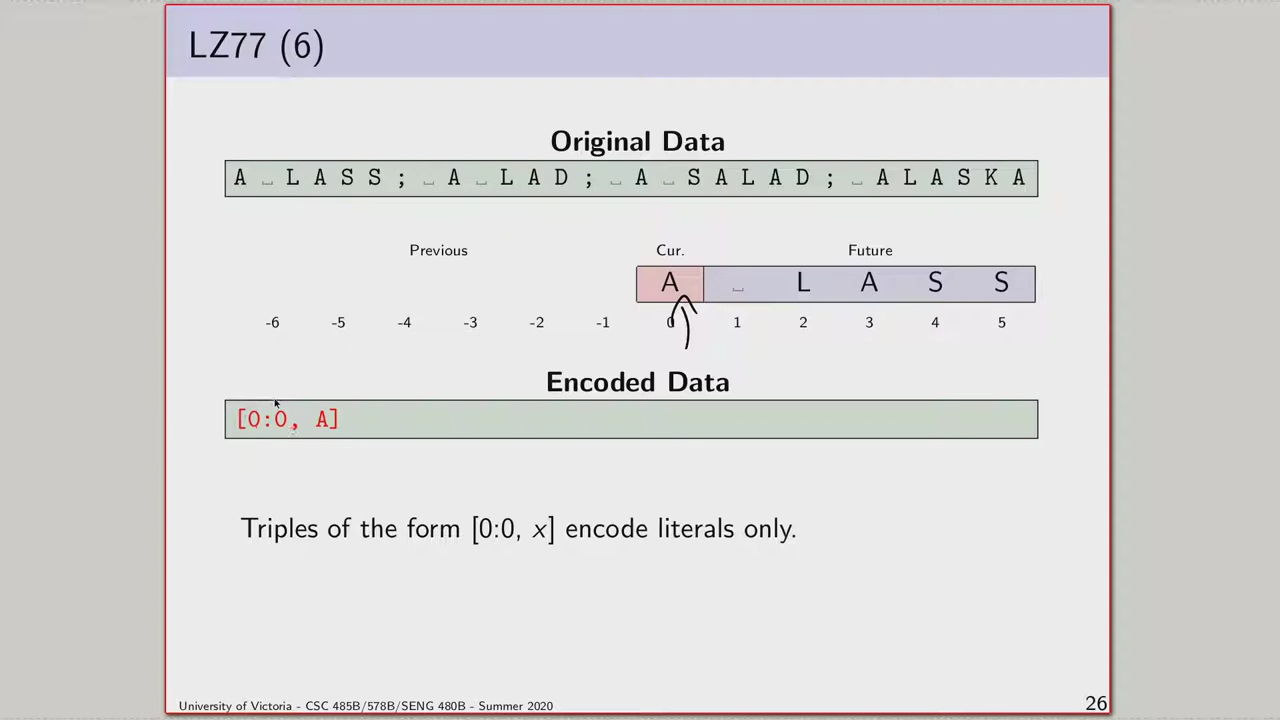 LZ77 (6)
Original Data
A ␣ L A S S ; ␣ A ␣ L A D ; ␣ A ␣ S A L A D ; ␣ A L A S K A
Previous Cur. Future
A ␣ L A S S
-6 -5 -4 -3 -2 -1 0 1 2 3 4 5
Encoded Data
[0:0, A]
Triples of the form [0:0, x] encode literals only.
University of Victoria - CSC 485B/578B/SENG 480B - Summer 2020 26